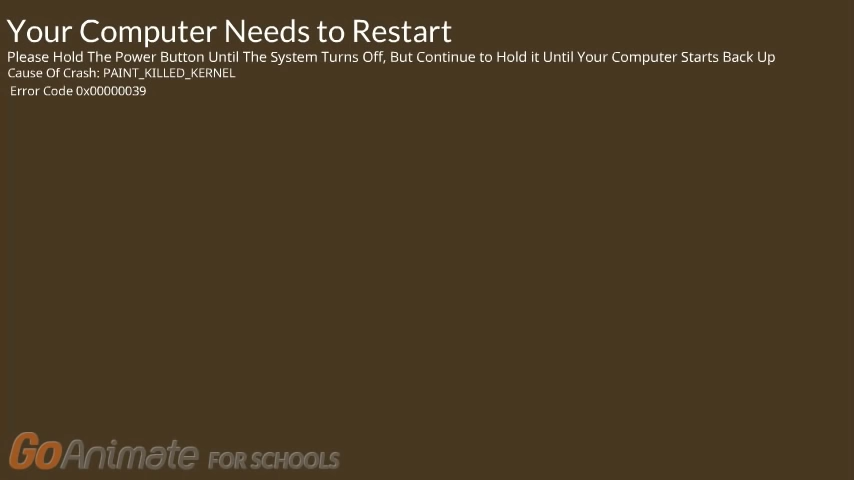 Your Computer Needs to Restart
Please Hold The Power Button Until The System Turns Off, But Continue to Hold it Until Your Computer Starts Back Up
Cause Of Crash: PAINT_KILLED_KERNEL
Error Code 0x00000039
GoAnimate FOR SCHOOLS